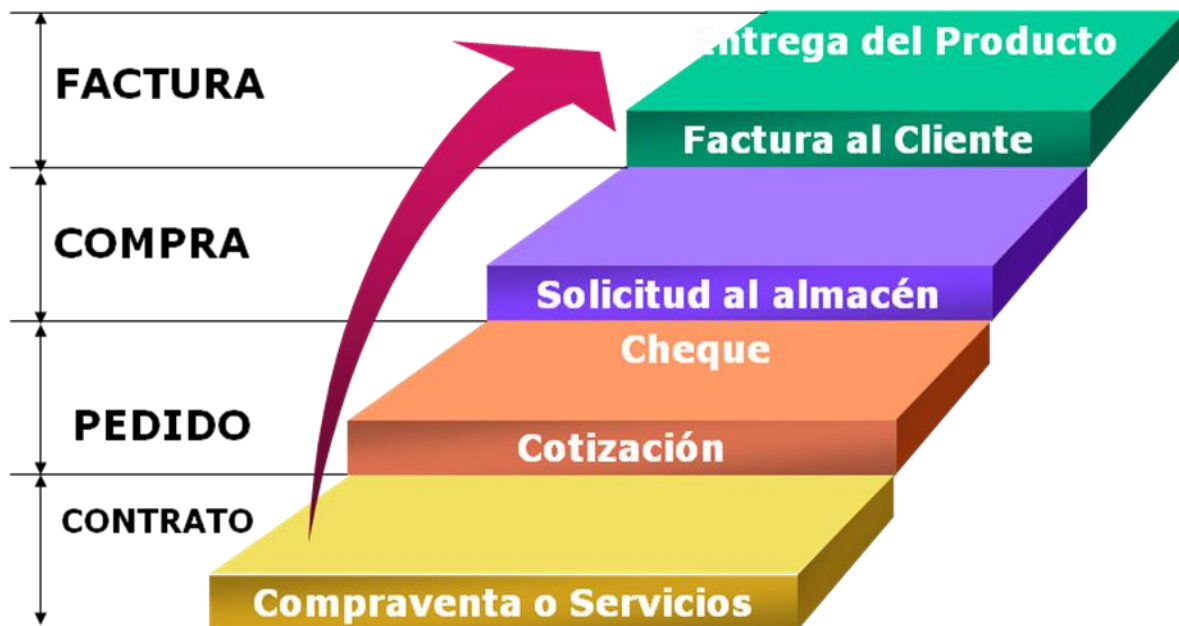 Entrega del Producto
FACTURA
Factura al Cliente
COMPRA
Solicitud al almacén
Cheque
PEDIDO
Cotización
CONTRATO
Compraventa o Servicios